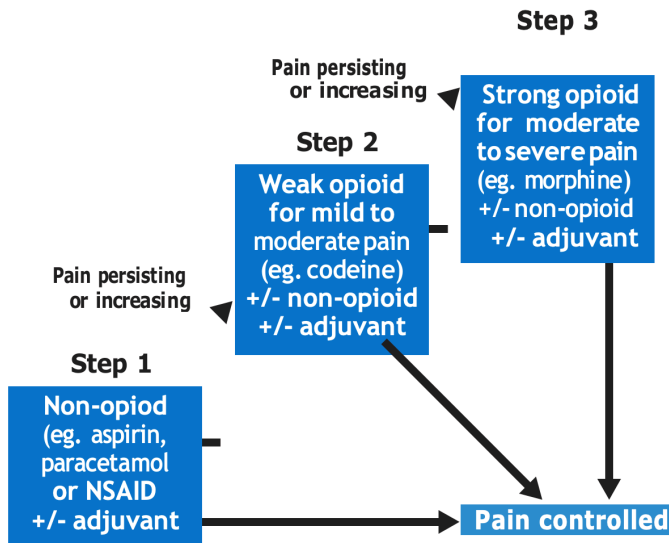 Step 3
Pain persisting
or increasing
Strong opioid
for moderate
to severe pain
(eg. morphine)
+/- non-opioid
+/- adjuvant
Step 2
Weak opioid
for mild to
moderate pain
(eg. codeine)
+/- non-opioid
+/- adjuvant
Pain persisting
or increasing
Step 1
Non-opiod
(eg. aspirin,
paracetamol
or NSAID
+/- adjuvant
Pain controlled